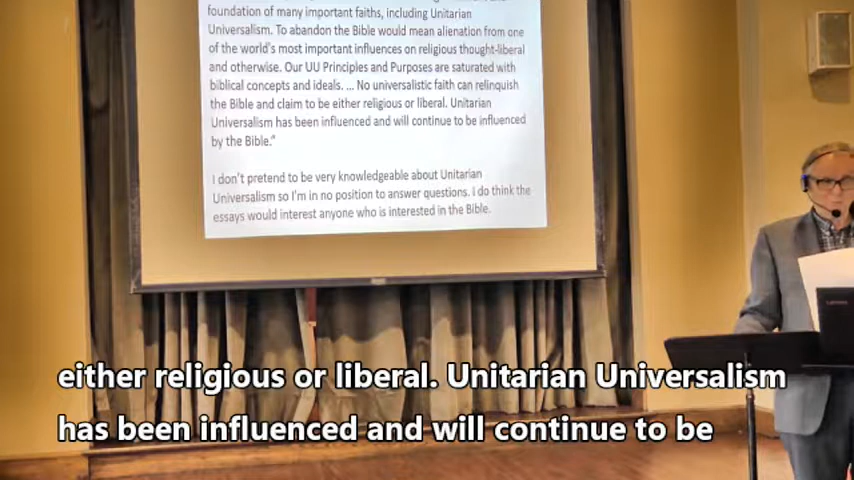 foundation of many important faiths, including Unitarian
Universalism. To abandon the Bible would mean alienation from one
of the world's most important influences on religious thought-liberal
and otherwise. Our UU Principles and Purposes are saturated with
biblical concepts and ideals. ... No universalistic faith can relinquish
the Bible and claim to be either religious or liberal. Unitarian
Universalism has been influenced and will continue to be influenced
by the Bible."
I don't pretend to be very knowledgeable about Unitarian
Universalism so I'm in no position to answer questions. I do think the
essays would interest anyone who is interested in the Bible.
either religious or liberal. Unitarian Universalism
has been influenced and will continue to be